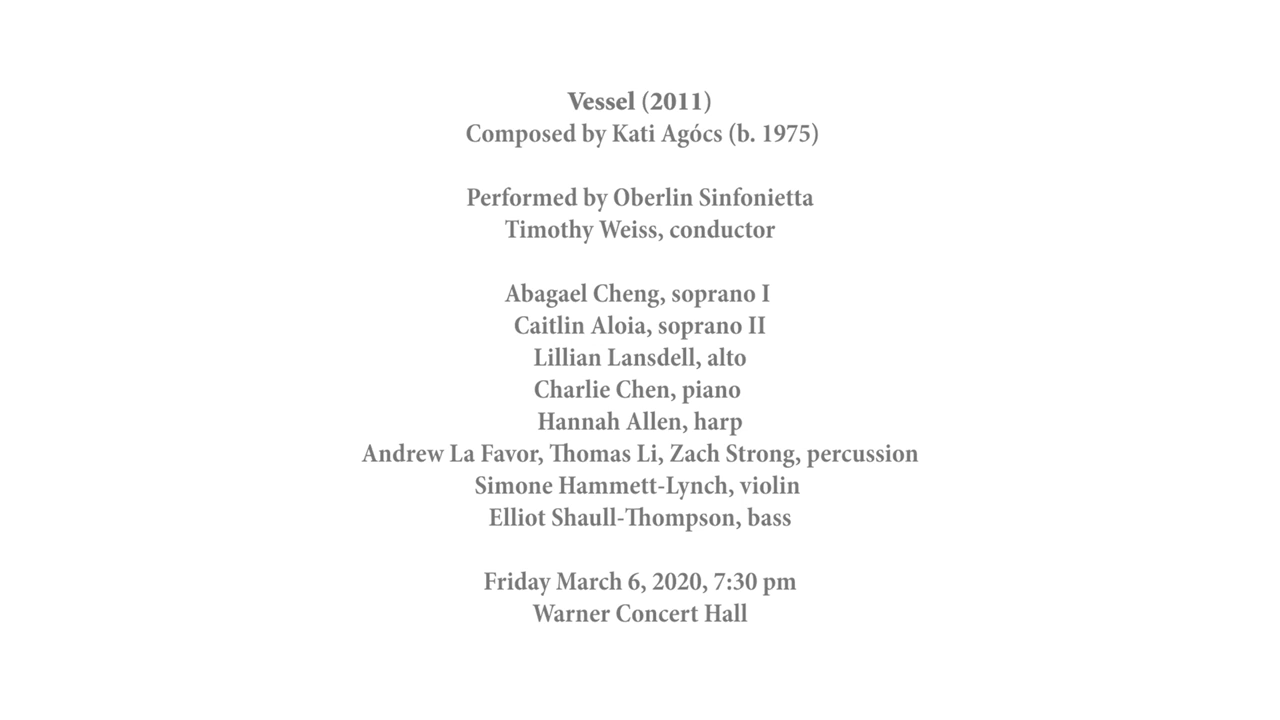 Vessel (2011)
Composed by Kati Agócs (b. 1975)
Performed by Oberlin Sinfonietta
Timothy Weiss, conductor
Abagael Cheng, soprano I
Caitlin Aloia, soprano II
Lillian Lansdell, alto
Charlie Chen, piano
Hannah Allen, harp
Andrew La Favor, Thomas Li, Zach Strong, percussion
Simone Hammett-Lynch, violin
Elliot Shaull-Thompson, bass
Friday March 6, 2020, 7:30 pm
Warner Concert Hall